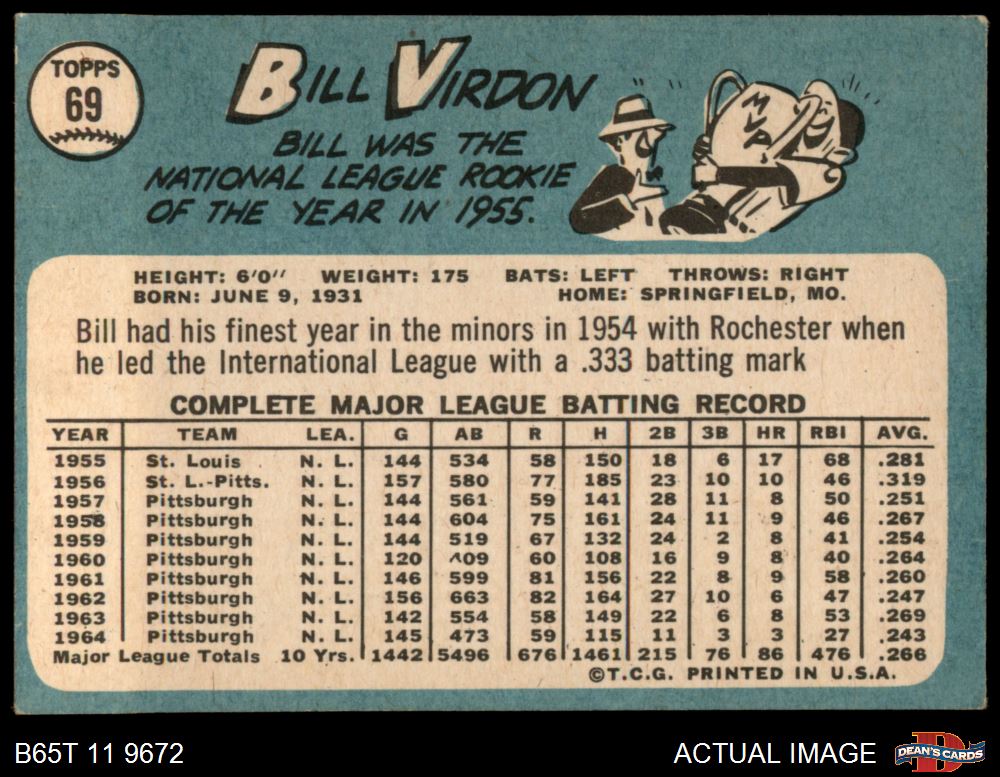 TOPPS
69
BILL VIRDON
BILL WAS THE
NATIONAL LEAGUE ROOKIE
OF THE YEAR IN 1955.
MVP
HEIGHT: 6'0" WEIGHT: 175 BATS: LEFT THROWS: RIGHT
BORN: JUNE 9, 1931 HOME: SPRINGFIELD, MO.
Bill had his finest year in the minors in 1954 with Rochester when
he led the International League with a .333 batting mark
COMPLETE MAJOR LEAGUE BATTING RECORD
YEAR TEAM LEA. G AB R H 2B 3B HR RBI AVG.
1955 St. Louis N. L. 144 534 58 150 18 6 17 68 .281
1956 St. L.-Pitts. N. L. 157 580 77 185 23 10 10 46 .319
1957 Pittsburgh N. L. 144 561 59 141 28 11 8 50 .251
1958 Pittsburgh N. L. 144 604 75 161 24 11 9 46 .267
1959 Pittsburgh N. L. 144 519 67 132 24 2 8 41 .254
1960 Pittsburgh N. L. 120 409 60 108 16 9 8 40 .264
1961 Pittsburgh N. L. 146 599 81 156 22 8 9 58 .260
1962 Pittsburgh N. L. 156 663 82 164 27 10 6 47 .247
1963 Pittsburgh N. L. 142 554 58 149 22 6 8 53 .269
1964 Pittsburgh N. L. 145 473 59 115 11 3 3 27 .243
Major League Totals 10 Yrs. 1442 5496 676 1461 215 76 86 476 .266
©T.C.G. PRINTED IN U.S.A.
B65T 11 9672 ACTUAL IMAGE DEAN'S CARDS